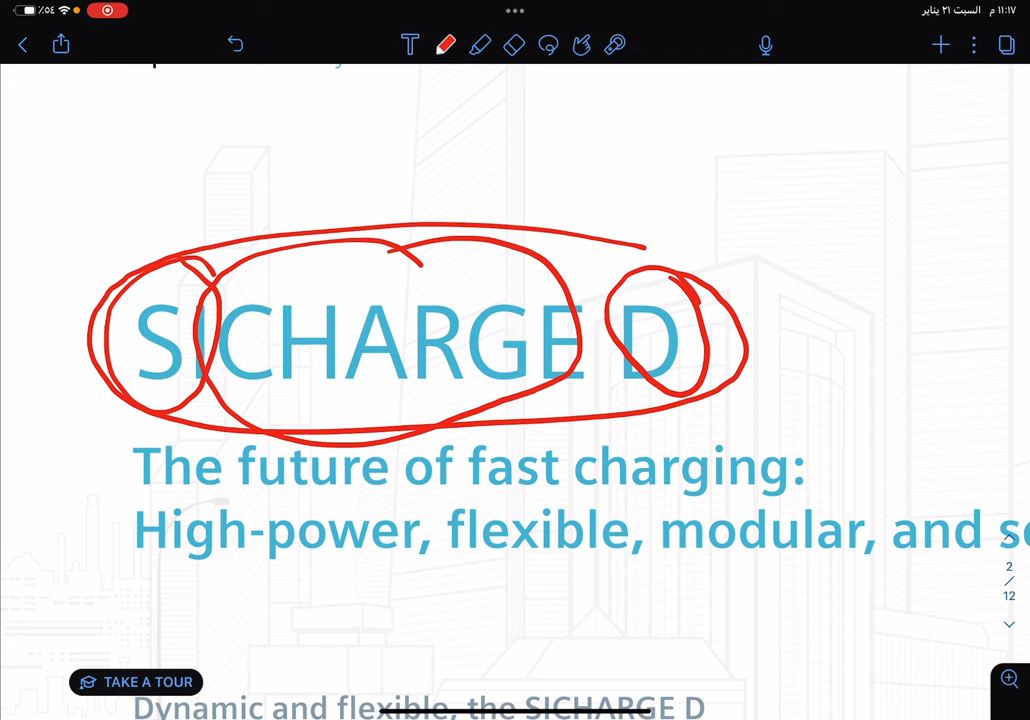 ٪٥٤ ١١:١٧ م السبت ٢١ يناير
SICHARGE D
The future of fast charging:
High-power, flexible, modular, and
2
/
12
TAKE A TOUR
Dynamic and flexible, the SICHARGE D